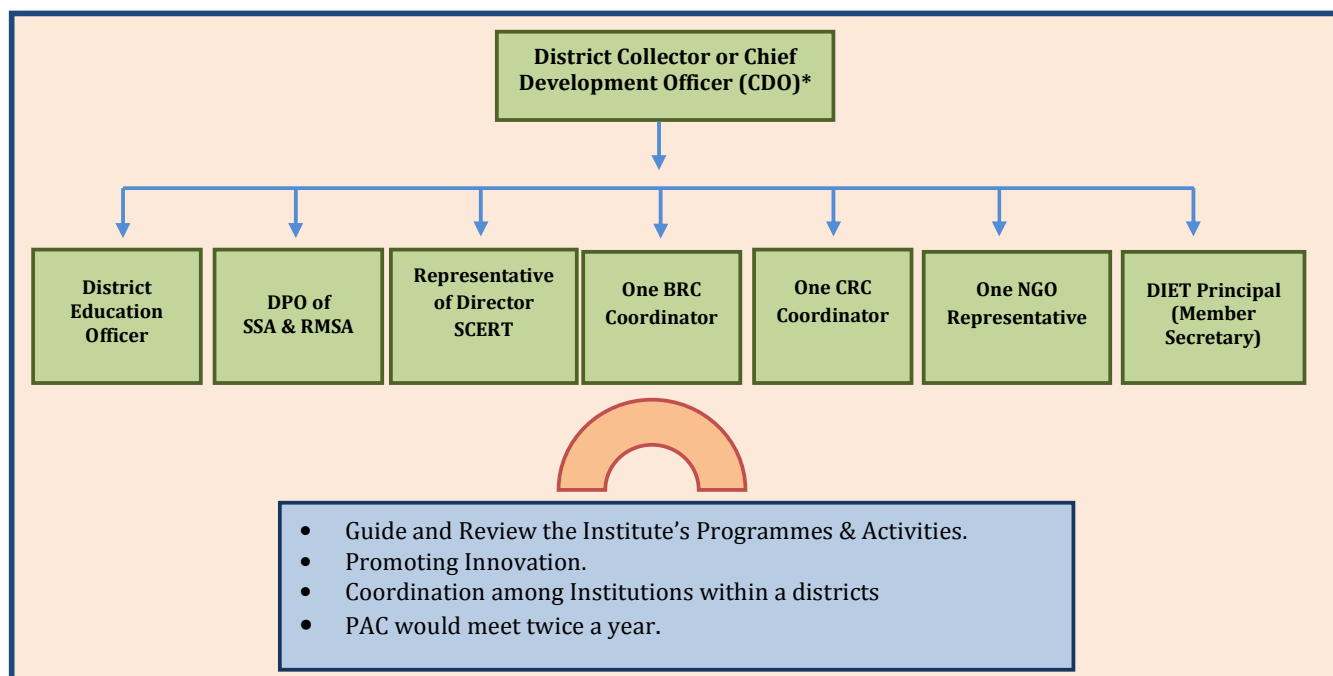 District Collector or Chief
Development Officer (CDO)*
District
Education
Officer
DPO of
SSA & RMSA
Representative
of Director
SCERT
One BRC
Coordinator
One CRC
Coordinator
One NGO
Representative
DIET Principal
(Member
Secretary)
• Guide and Review the Institute’s Programmes & Activities.
• Promoting Innovation.
• Coordination among Institutions within a districts
• PAC would meet twice a year.